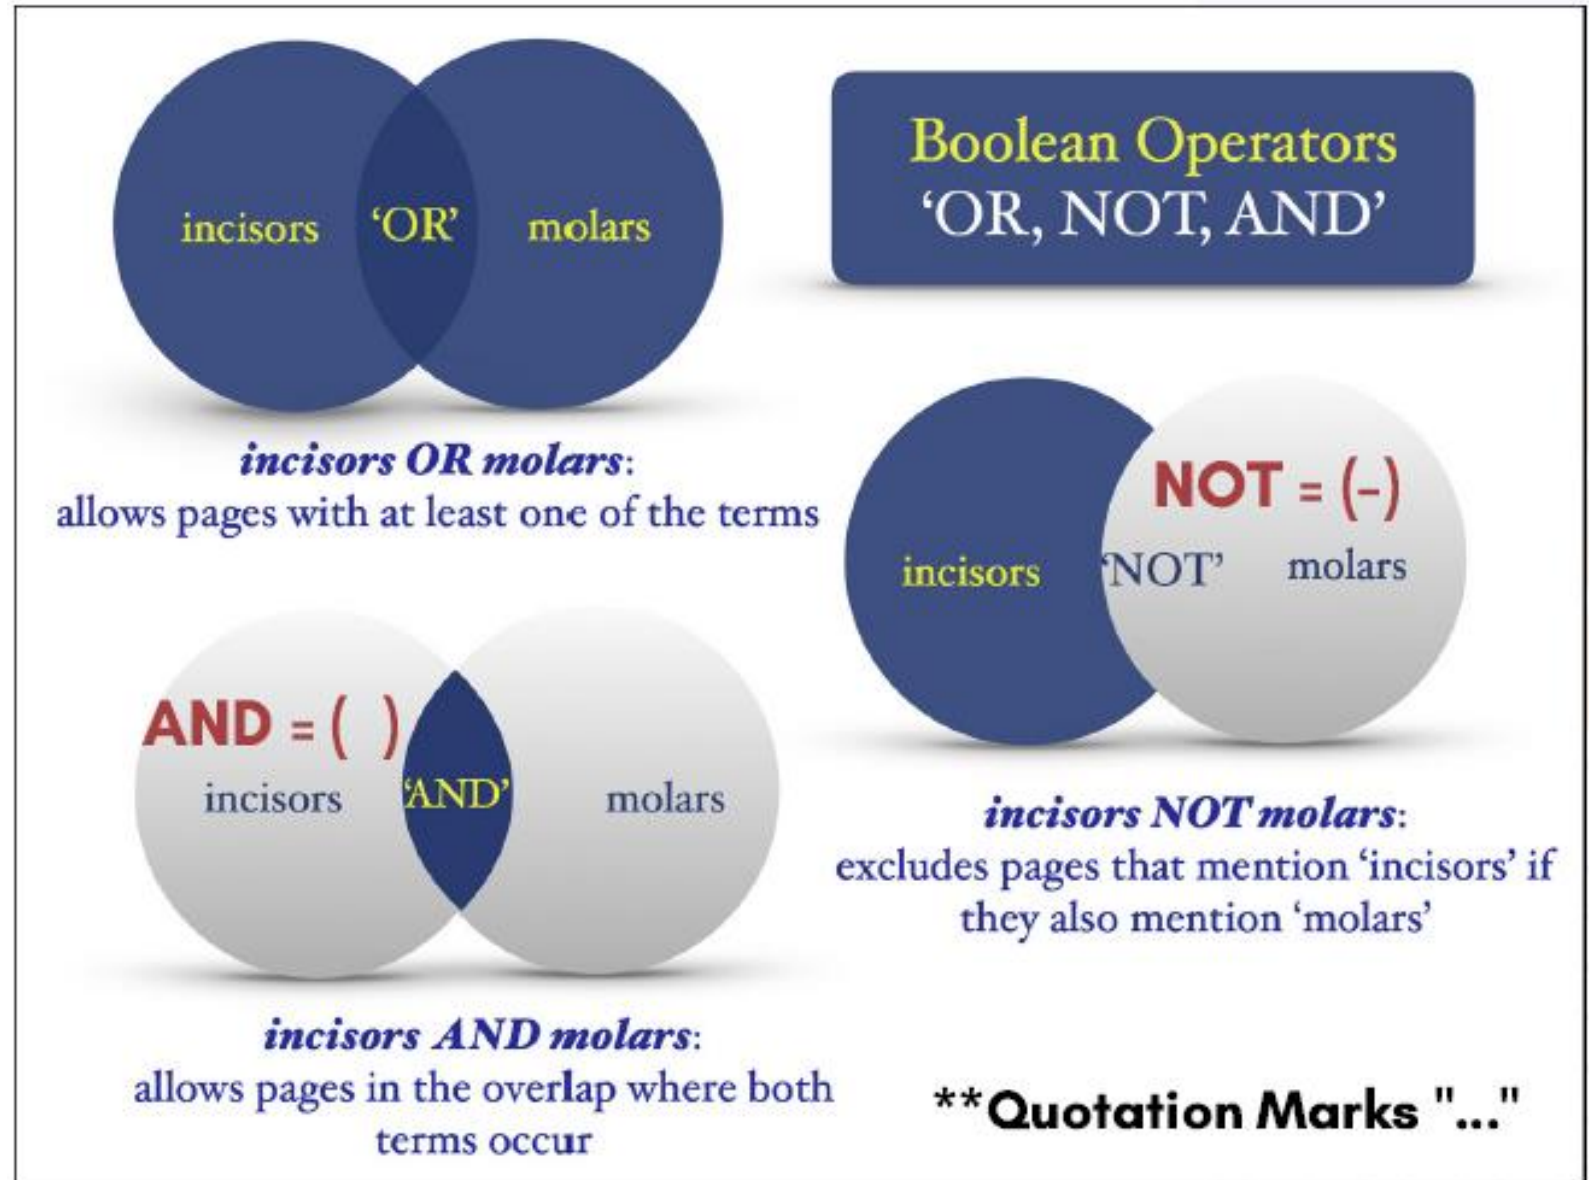 Boolean Operators
‘OR, NOT, AND’
incisors ‘OR’ molars
incisors OR molars:
allows pages with at least one of the terms
NOT = (-)
incisors ‘NOT’ molars
incisors NOT molars:
excludes pages that mention ‘incisors’ if
they also mention ‘molars’
AND = (  )
incisors ‘AND’ molars
incisors AND molars:
allows pages in the overlap where both
terms occur
**Quotation Marks "..."